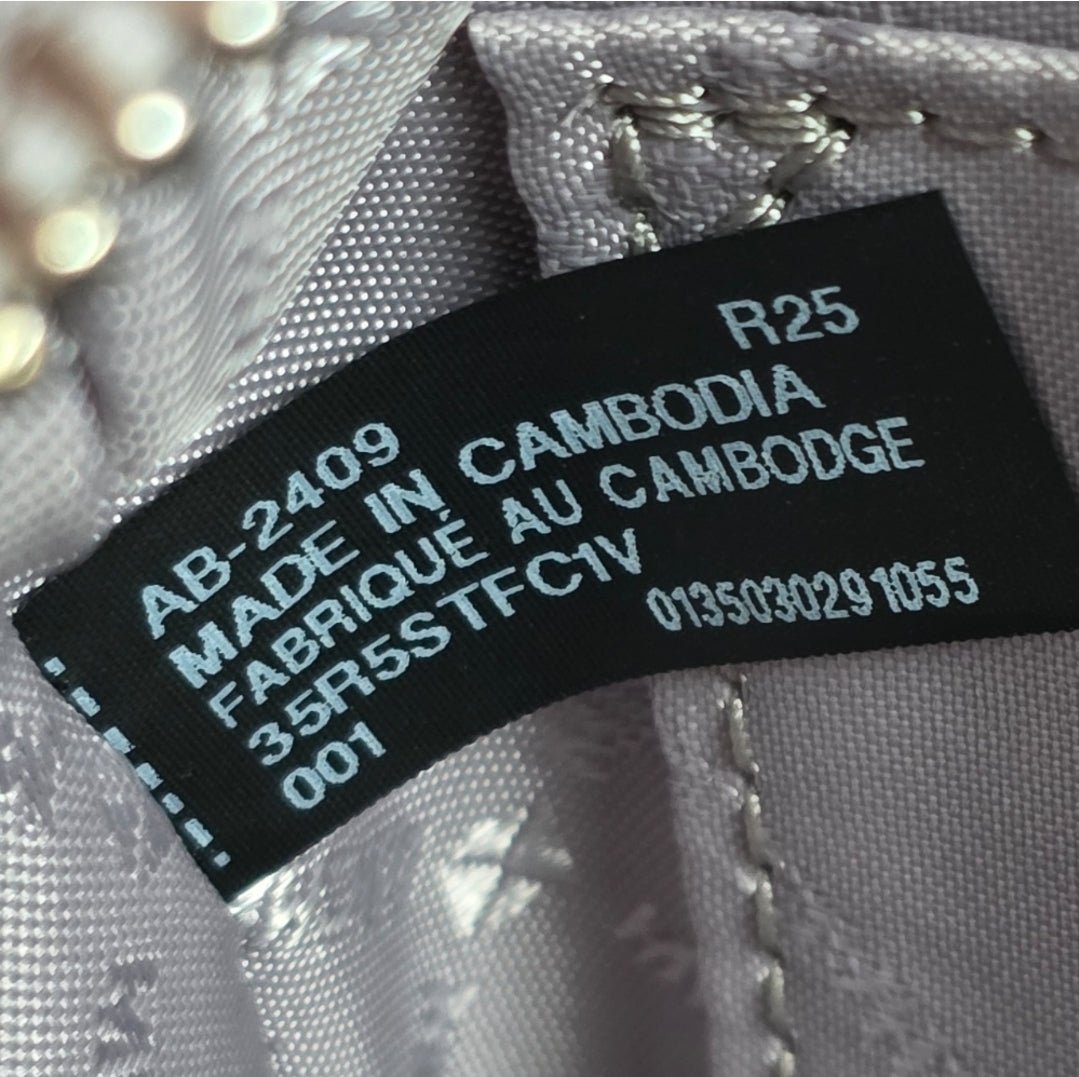 R25
AB-2409
MADE IN CAMBODIA
FABRIQUÉ AU CAMBODGE
35R5STFC1V
001
0135030291055